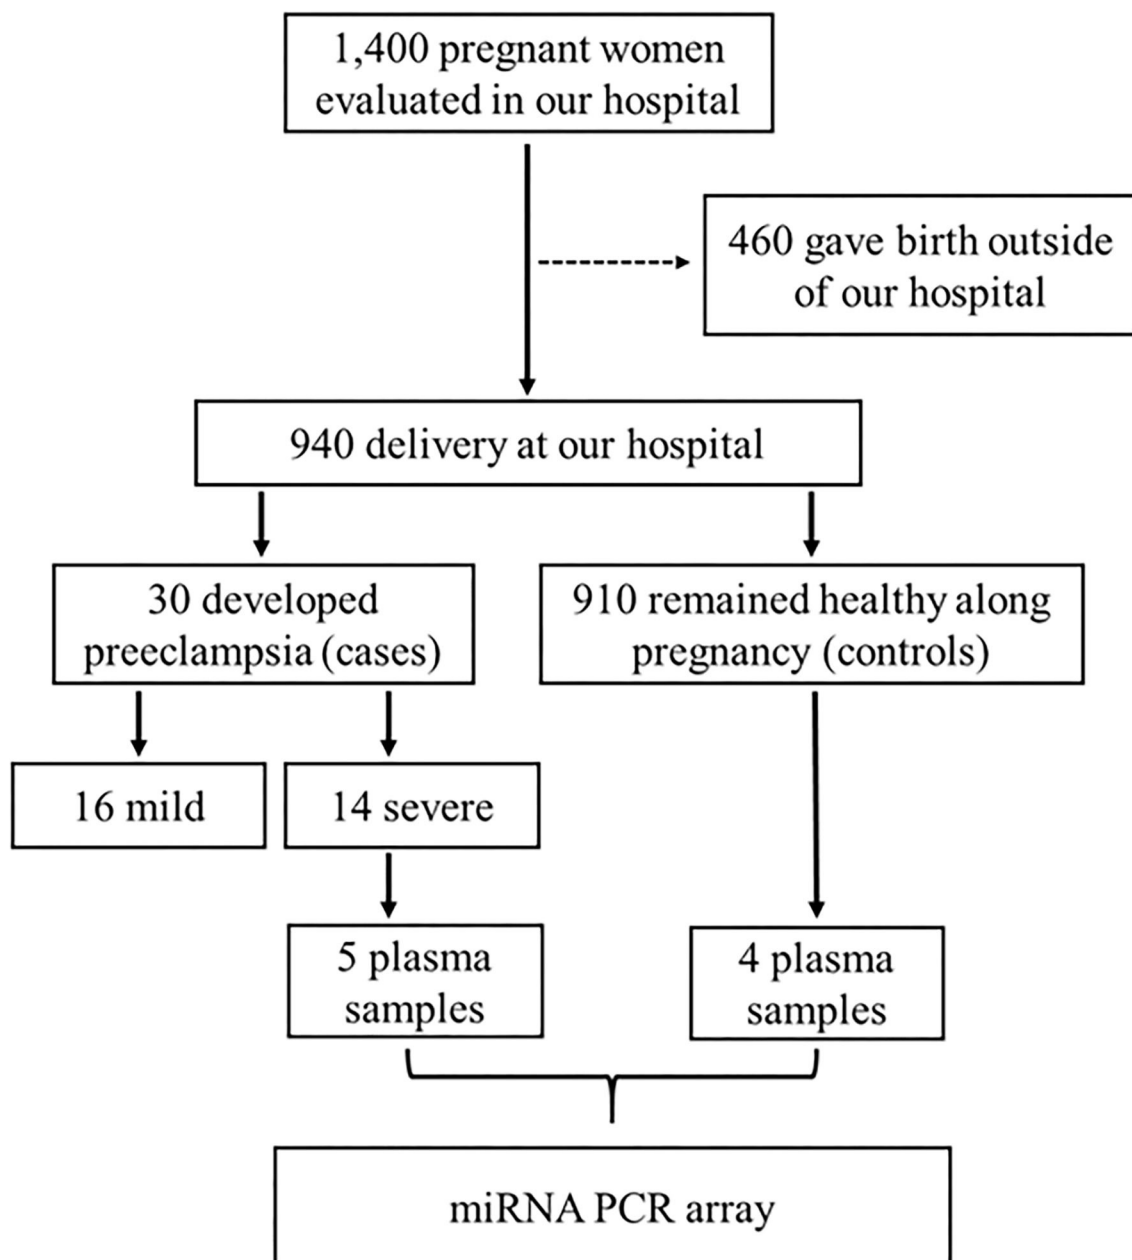 1,400 pregnant women
evaluated in our hospital
460 gave birth outside
of our hospital
940 delivery at our hospital
30 developed
preeclampsia (cases)
910 remained healthy along
pregnancy (controls)
16 mild
14 severe
5 plasma
samples
4 plasma
samples
miRNA PCR array